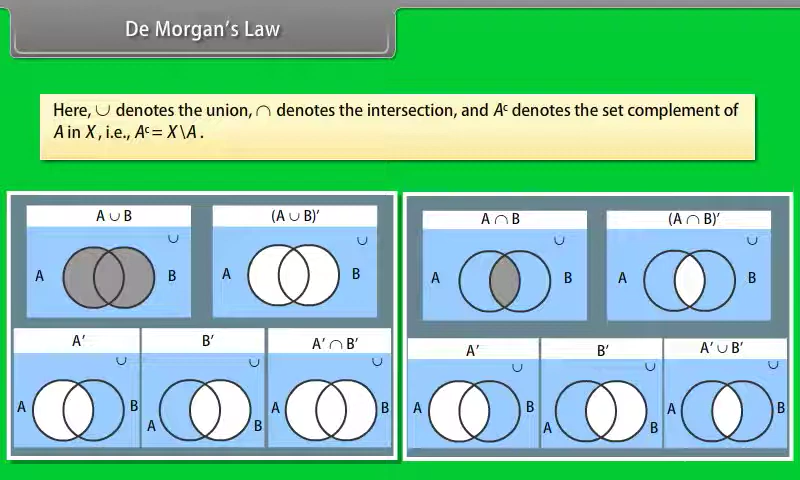 De Morgan's Law
Here, ∪ denotes the union, ∩ denotes the intersection, and Aᶜ denotes the set complement of
A in X, i.e., Aᶜ = X\A.
A ∪ B
∪
A
B
(A ∪ B)′
∪
A
B
A′
∪
A
B
B′
∪
A
B
A′ ∩ B′
∪
A
B
A ∩ B
∪
A
B
(A ∩ B)′
∪
A
B
A′
∪
A
B
B′
∪
A
B
A′ ∪ B′
∪
A
B